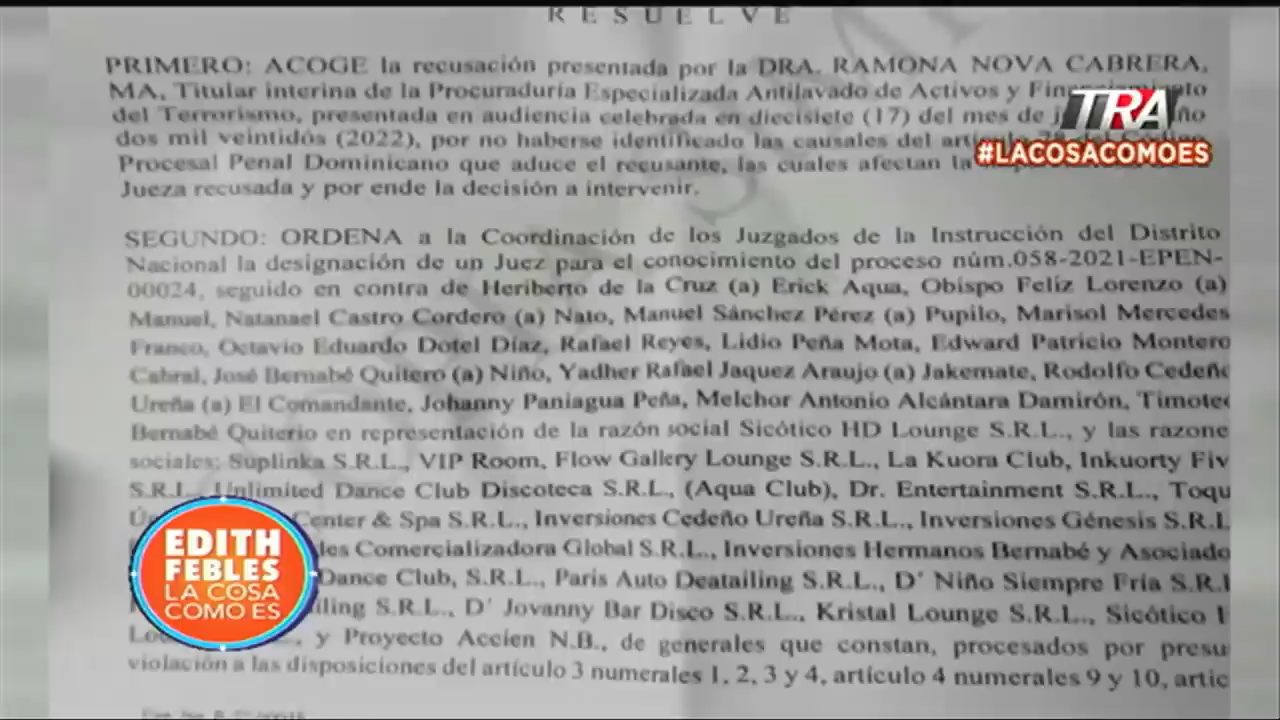 RESUELVE
PRIMERO: ACOGE la recusación presentada por la DRA. RAMONA NOVA CABRERA,
MA, Titular interina de la Procuraduría Especializada Antilavado de Activos y
del Terrorismo, presentada en audiencia celebrada en diecisiete (17) del mes de
dos mil veintidós (2022), por no haberse identificado las causales del
Procesal Penal Dominicano que aduce el recusante, las cuales afectan la
Jueza recusada y por ende la decisión a intervenir.
TRA
#LACOSACOMOES
SEGUNDO: ORDENA a la Coordinación de los Juzgados de la Instrucción del Distrito
Nacional la designación de un Juez para el conocimiento del proceso núm.058-2021-EPEN-
00024, seguido en contra de Heriberto de la Cruz (a) Erick Aqua, Obispo Feliz Lorenzo (a)
Manuel, Natanael Castro Cordero (a) Nato, Manuel Sánchez Pérez (a) Pupilo, Marisol Mercedes
Franco, Octavio Eduardo Dotel Díaz, Rafael Reyes, Lidio Peña Mota, Edward Patricio Montero
Cabral, José Bernabé Quitero (a) Niño, Yadher Rafael Jaquez Araujo (a) Jakemate, Rodolfo Cedeño
Ureña (a) El Comandante, Johanny Paniagua Peña, Melchor Antonio Alcántara Damirón, Timoteo
Bernabé Quiterio en representación de la razón social Sicótico HD Lounge S.R.L., y las razone
sociales: Suplinka S.R.L., VIP Room, Flow Gallery Lounge S.R.L., La Kuora Club, Inkuorty Fiv
S.R.L. Unlimited Dance Club Discoteca S.R.L., (Aqua Club), Dr. Entertainment S.R.L., Toqu
Center & Spa S.R.L., Inversiones Cedeño Ureña S.R.L., Inversiones Génesis S.R.L
les Comercializadora Global S.R.L., Inversiones Hermanos Bernabé y Asociado
Dance Club, S.R.L., Paris Auto Deatailing S.R.L., D' Niño Siempre Fría S.R.L
iling S.R.L., D' Jovanny Bar Disco S.R.L., Kristal Lounge S.R.L., Sicótico
, y Proyecto Accien N.B., de generales que constan, procesados por presu
violación a las disposiciones del artículo 3 numerales 1, 2, 3 y 4, artículo 4 numerales 9 y 10, artic
EDITH
FEBLES
LA COSA
COMO ES